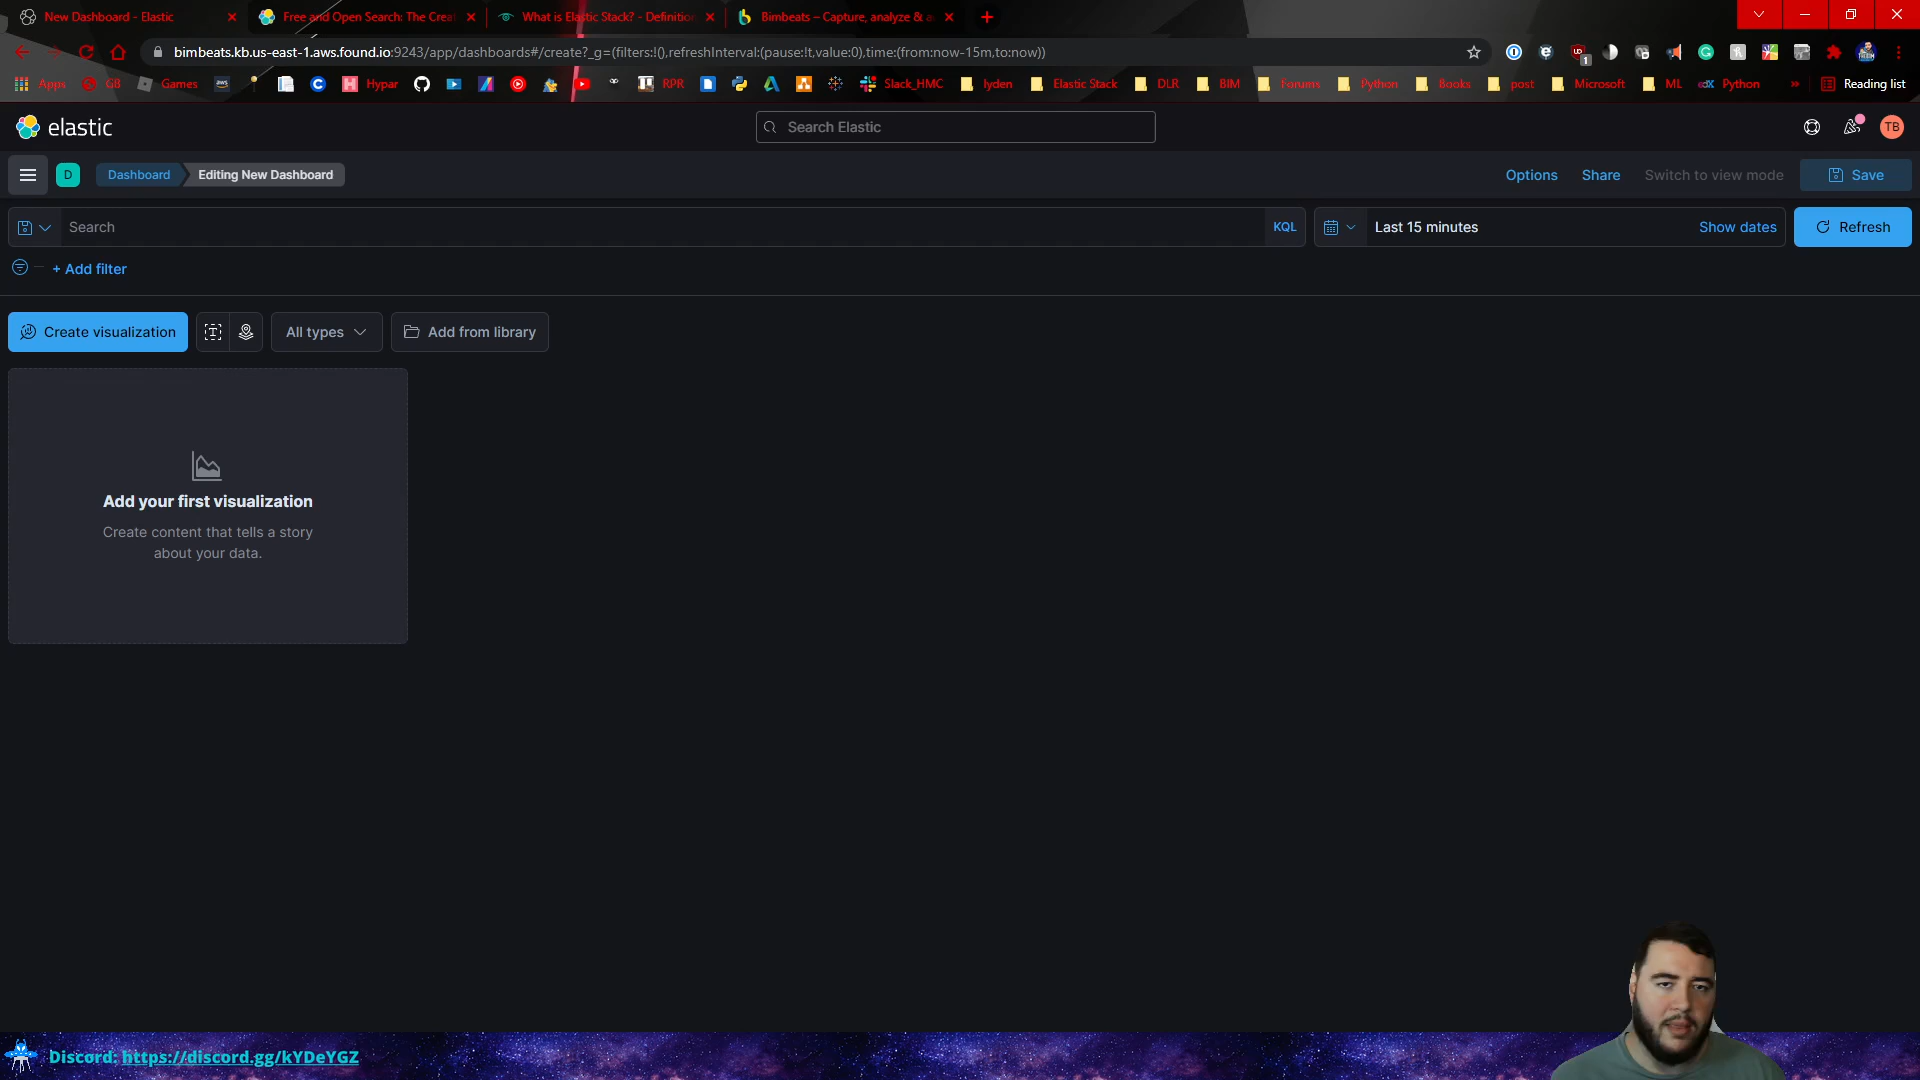 New Dashboard - Elastic
Free and Open Search: The Creat
What is Elastic Stack? - Definition
Bimbeats – Capture, analyze & a
bimbeats.kb.us-east-1.aws.found.io:9243/app/dashboards#/create?_g=(filters:!(),refreshInterval:(pause:!t,value:0),time:(from:now-15m,to:now))
Apps
GB
Games
Hypar
RPR
Slack_HMC
lyden
Elastic Stack
DLR
BIM
Forums
Python
Books
post
Microsoft
ML
Python
Reading list
elastic
Search Elastic
TB
D
Dashboard
Editing New Dashboard
Options
Share
Switch to view mode
Save
Search
KQL
Last 15 minutes
Show dates
Refresh
+ Add filter
Create visualization
All types
Add from library
Add your first visualization
Create content that tells a story
about your data.
Discord: https://discord.gg/kYDeYGZ